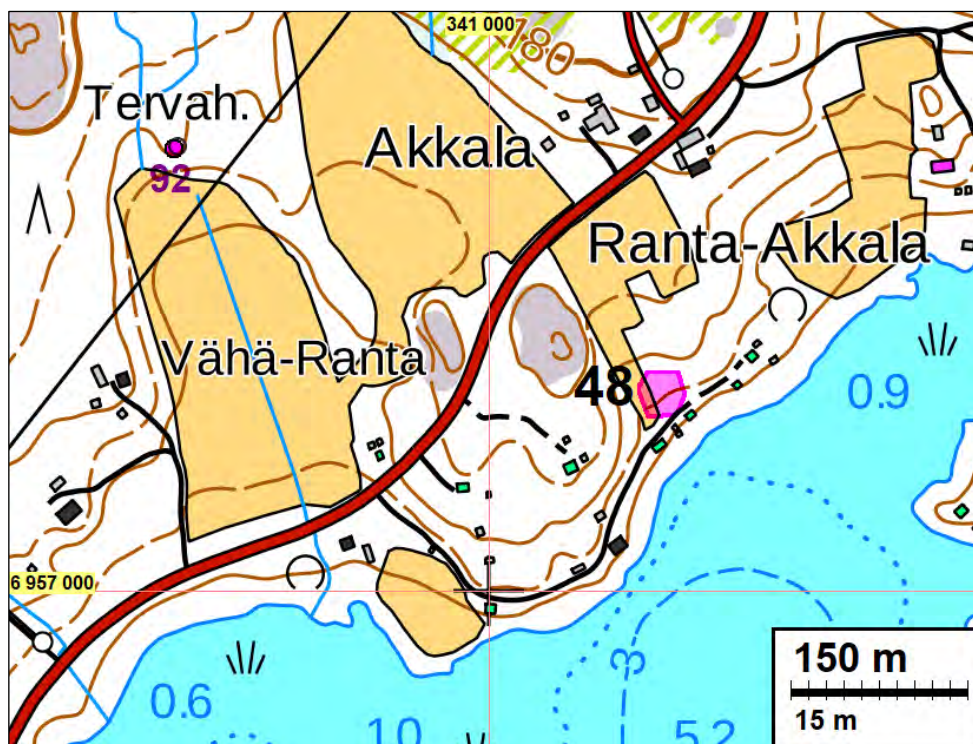 341 000
180
Tervah.
92
Akkala
Ranta-Akkala
Vähä-Ranta
48
0.9
6 957 000
3
0.6
10
5.2
150 m
15 m